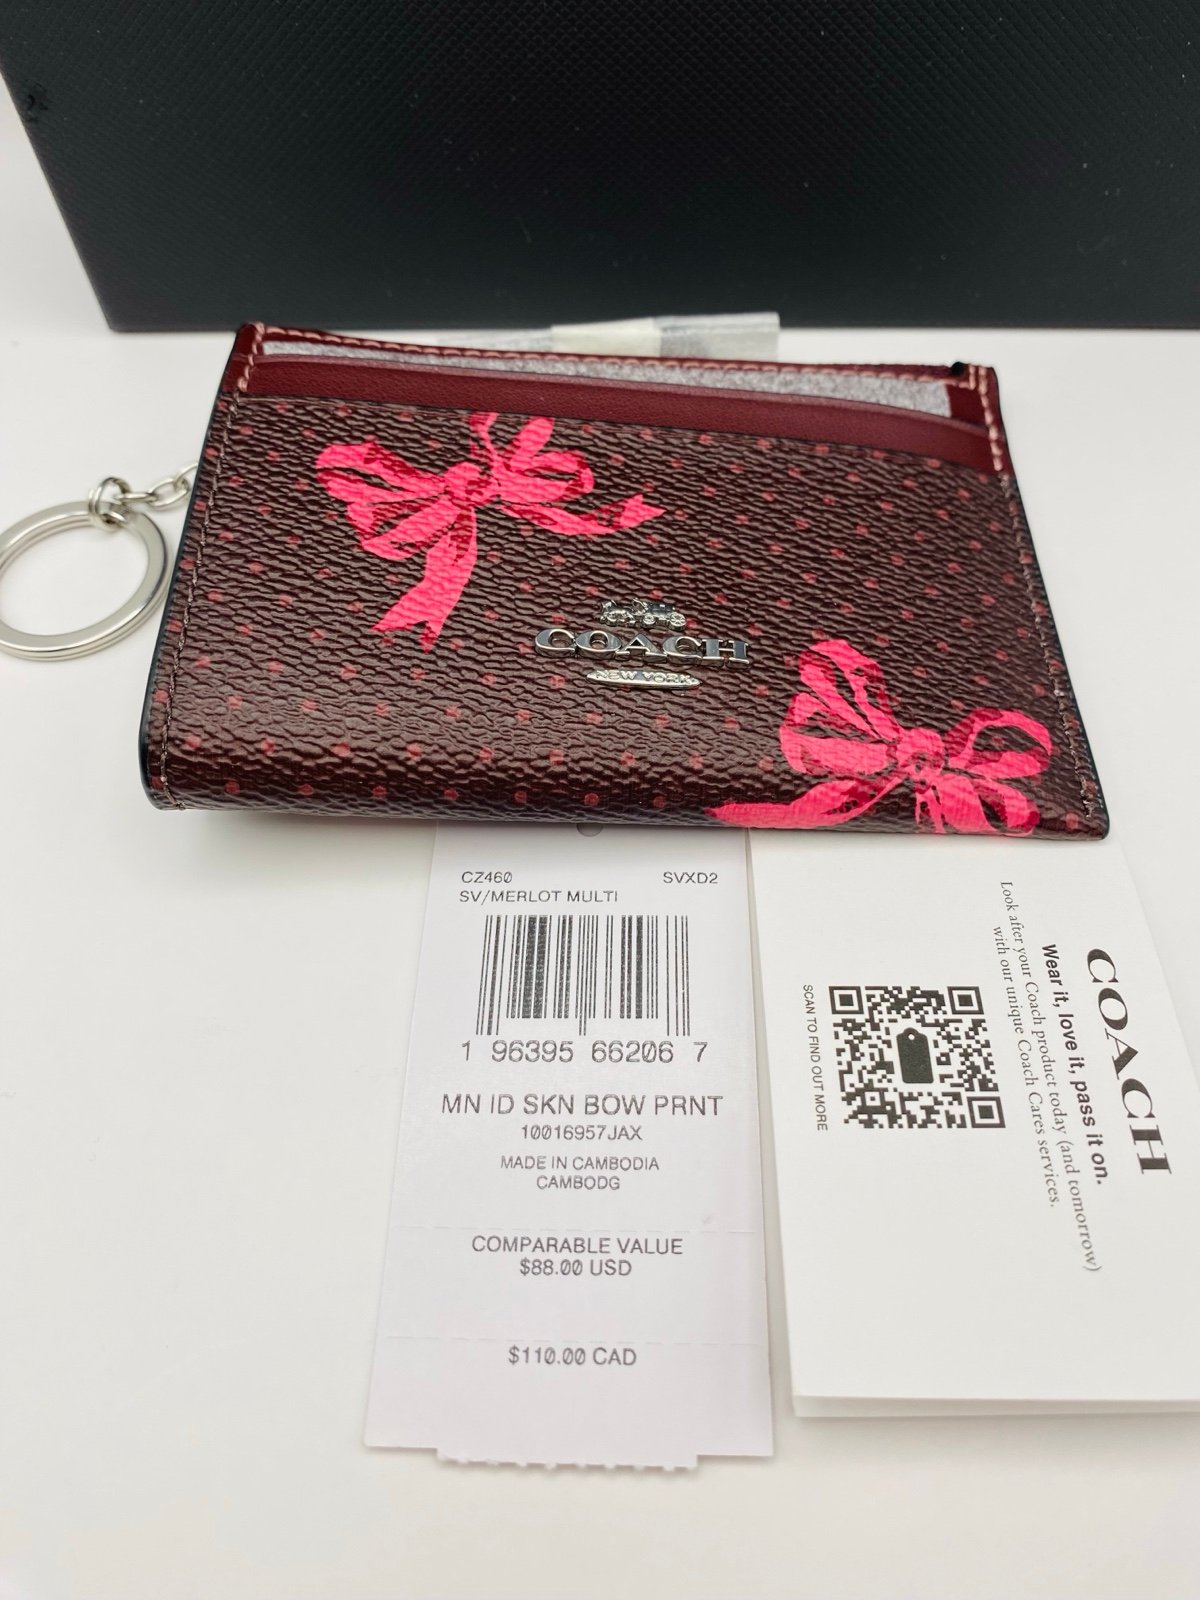 COACH
NEW YORK
CZ460 SVXD2
SV/MERLOT MULTI
1 96395 66206 7
MN ID SKN BOW PRNT
10016957JAX
MADE IN CAMBODIA
CAMBODG
COMPARABLE VALUE
$88.00 USD
$110.00 CAD
COACH
Wear it, love it, pass it on.
Look after your Coach product today (and tomorrow)
with our unique Coach Cares services.
SCAN TO FIND OUT MORE